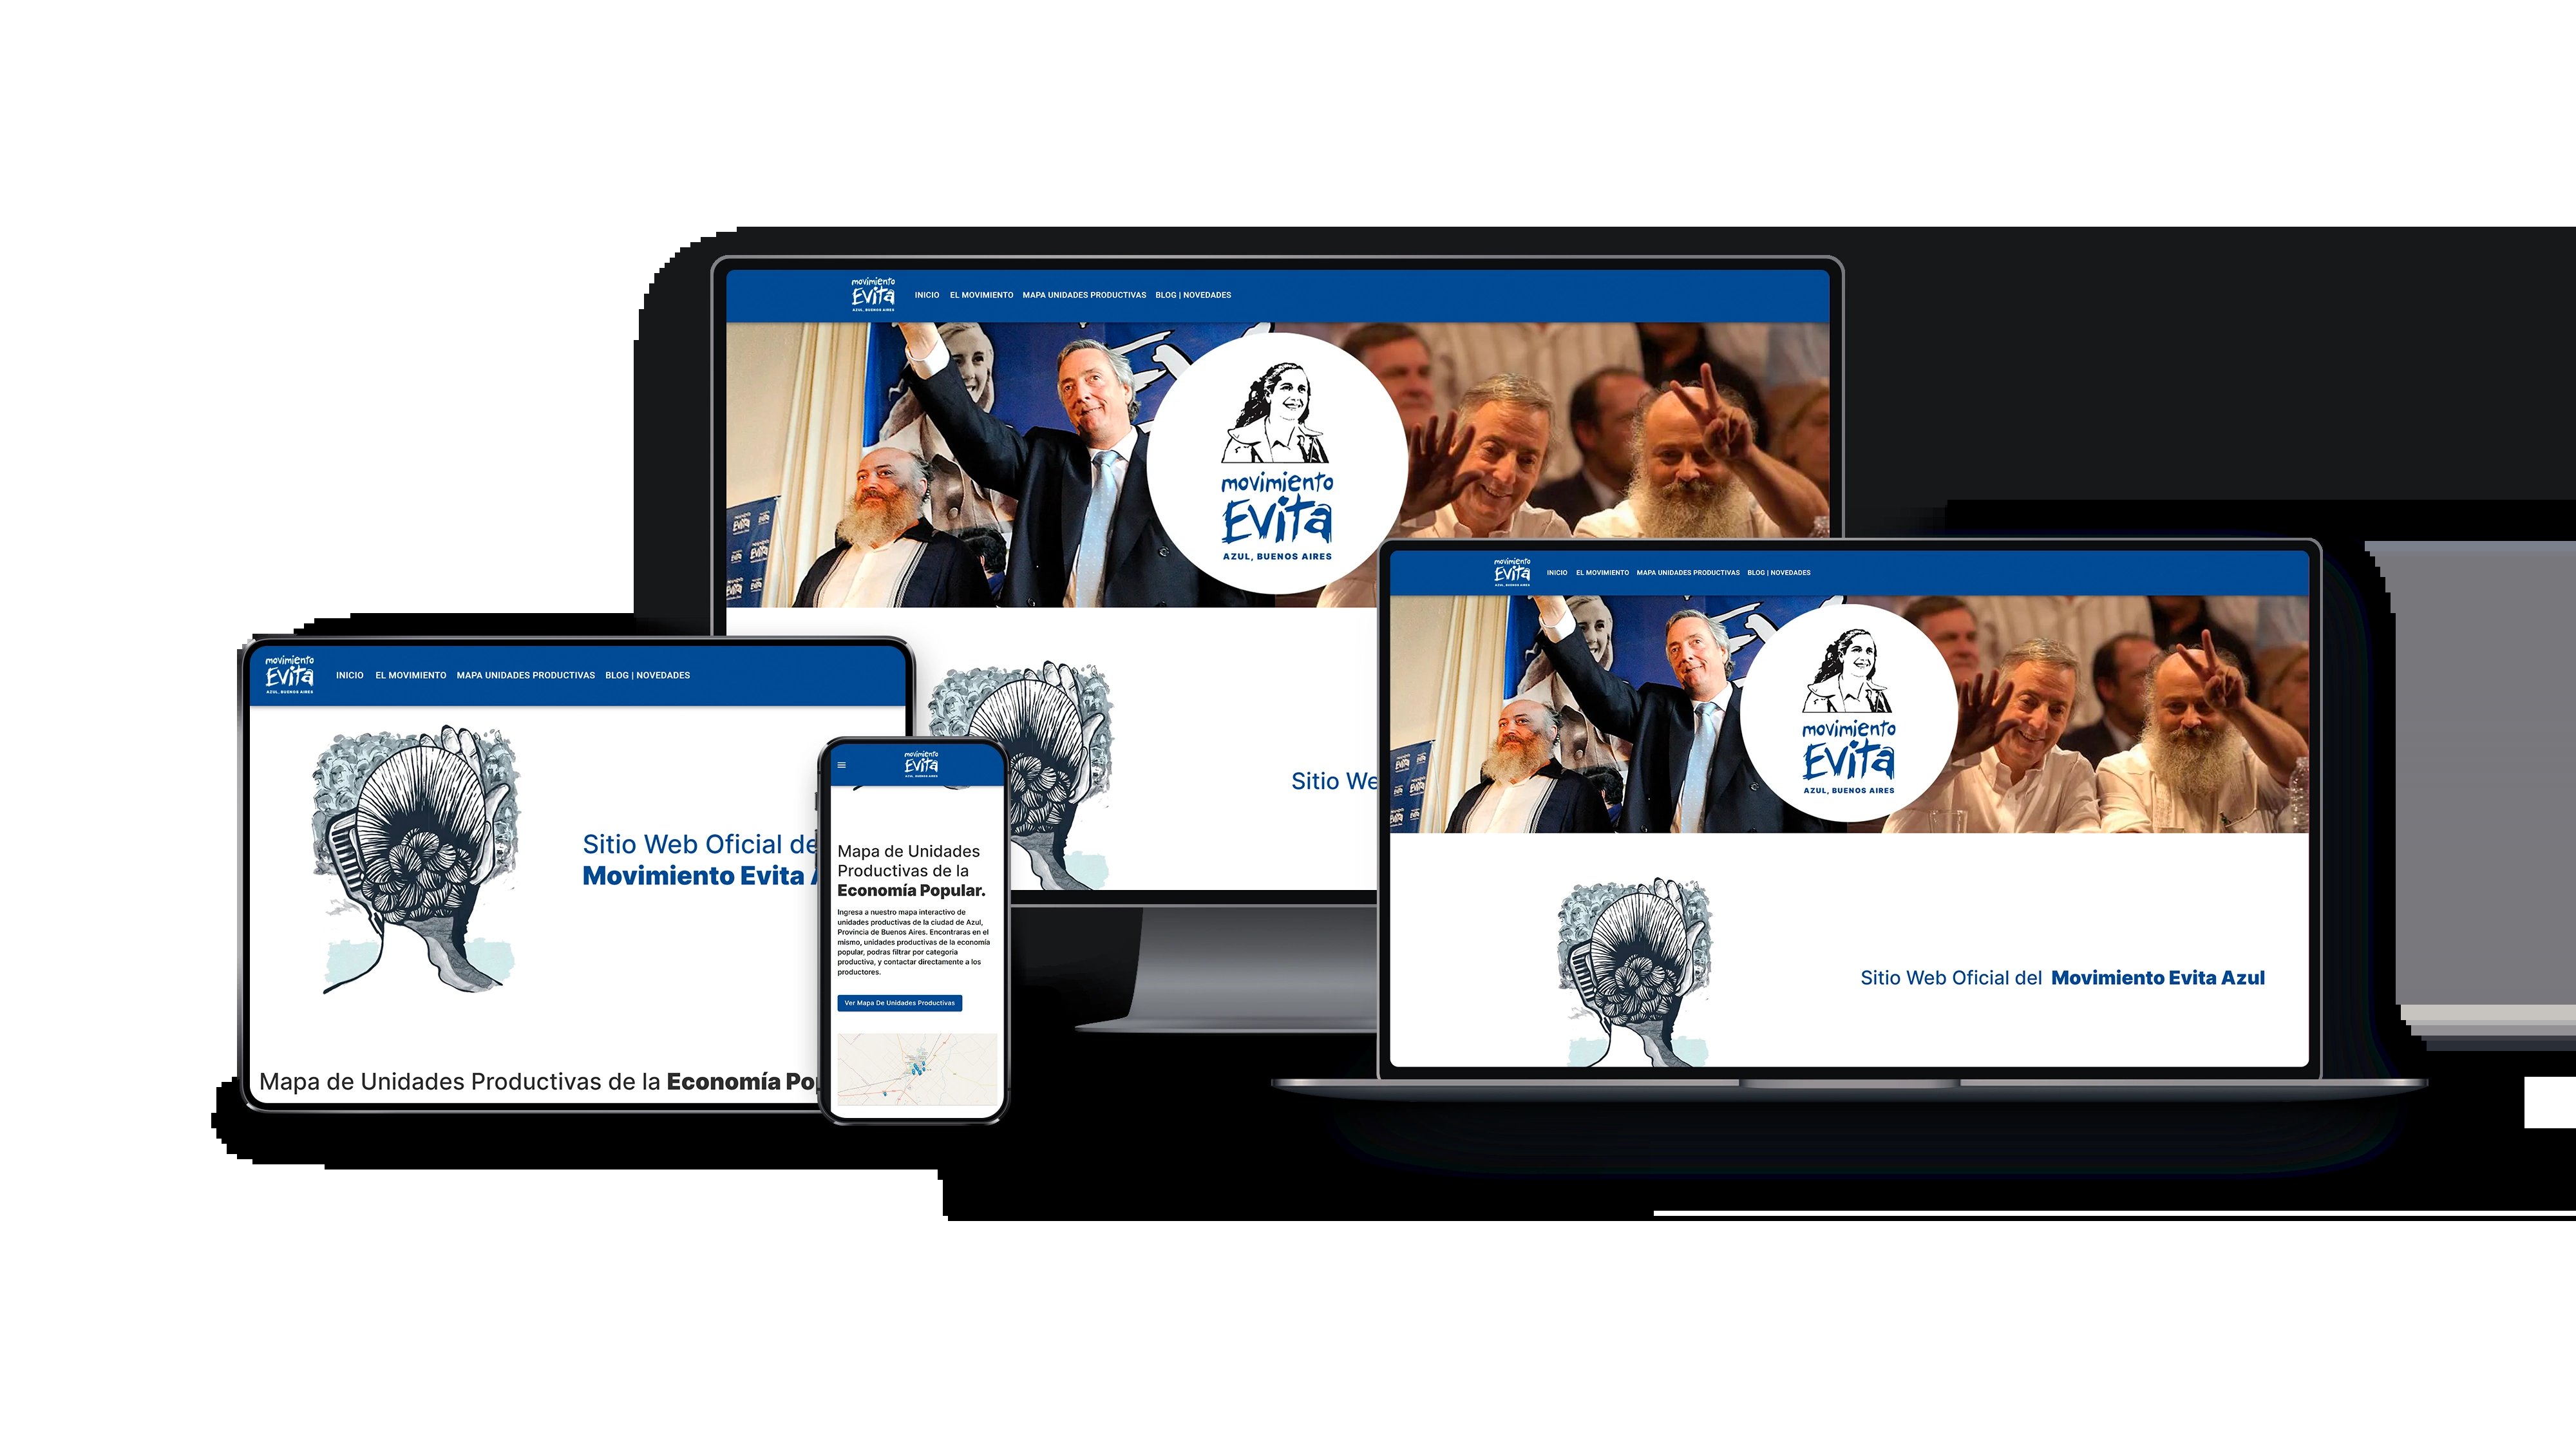 movimiento
Evita
AZUL, BUENOS AIRES
INICIO EL MOVIMIENTO MAPA UNIDADES PRODUCTIVAS BLOG | NOVEDADES
movimiento
Evita
AZUL, BUENOS AIRES
Sitio We
movimiento
Evita
AZUL, BUENOS AIRES
INICIO EL MOVIMIENTO MAPA UNIDADES PRODUCTIVAS BLOG | NOVEDADES
movimiento
Evita
AZUL, BUENOS AIRES
Sitio Web Oficial del Movimiento Evita Azul
movimiento
Evita
AZUL, BUENOS AIRES
INICIO EL MOVIMIENTO MAPA UNIDADES PRODUCTIVAS BLOG | NOVEDADES
Sitio Web Oficial de
Movimiento Evita A
Mapa de Unidades Productivas de la Economía Po
movimiento
Evita
AZUL, BUENOS AIRES
Mapa de Unidades
Productivas de la
Economía Popular.
Ingresa a nuestro mapa interactivo de
unidades productivas de la ciudad de Azul,
Provincia de Buenos Aires. Encontraras en el
mismo, unidades productivas de la economía
popular, podras filtrar por categoria
productiva, y contactar directamente a los
productores.
Ver Mapa De Unidades Productivas